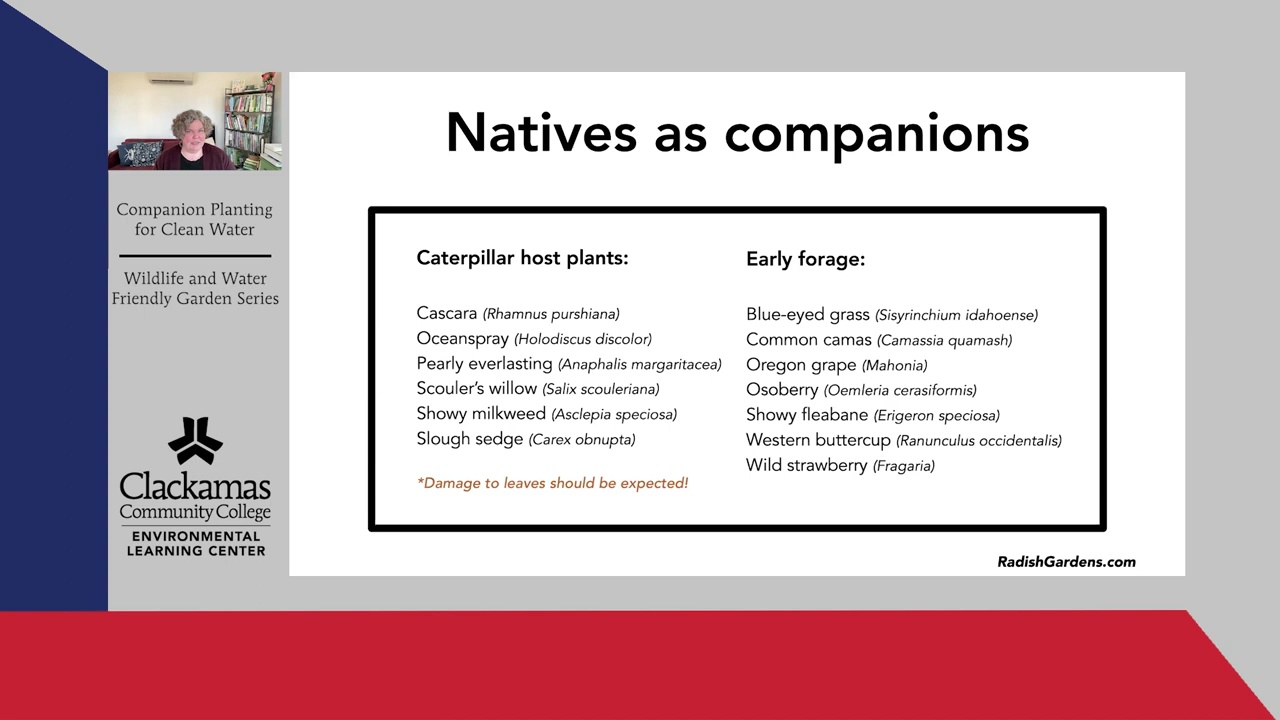 Natives as companions
Companion Planting
for Clean Water
Wildlife and Water
Friendly Garden Series
Clackamas
Community College
ENVIRONMENTAL
LEARNING CENTER
Caterpillar host plants:
Cascara (Rhamnus purshiana)
Oceanspray (Holodiscus discolor)
Pearly everlasting (Anaphalis margaritacea)
Scouler's willow (Salix scouleriana)
Showy milkweed (Asclepia speciosa)
Slough sedge (Carex obnupta)
*Damage to leaves should be expected!
Early forage:
Blue-eyed grass (Sisyrinchium idahoense)
Common camas (Camassia quamash)
Oregon grape (Mahonia)
Osoberry (Oemleria cerasiformis)
Showy fleabane (Erigeron speciosa)
Western buttercup (Ranunculus occidentalis)
Wild strawberry (Fragaria)
RadishGardens.com